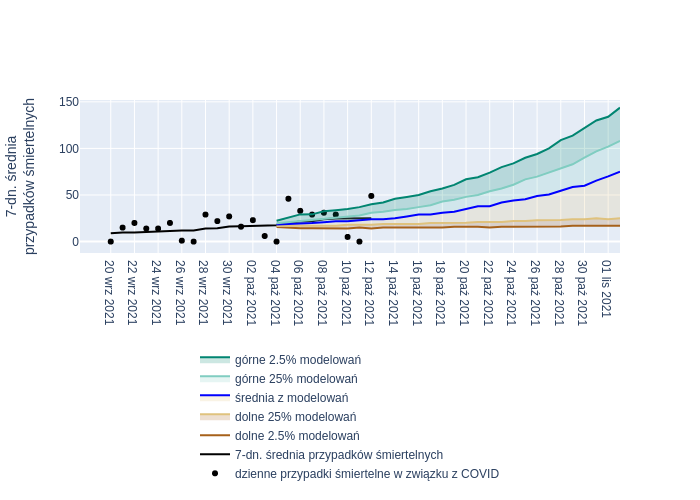 7-dn. średnia
przypadków śmiertelnych
150
100
50
0
20 wrz 2021
22 wrz 2021
24 wrz 2021
26 wrz 2021
28 wrz 2021
30 wrz 2021
02 paź 2021
04 paź 2021
06 paź 2021
08 paź 2021
10 paź 2021
12 paź 2021
14 paź 2021
16 paź 2021
18 paź 2021
20 paź 2021
22 paź 2021
24 paź 2021
26 paź 2021
28 paź 2021
30 paź 2021
01 lis 2021
górne 2.5% modelowań
górne 25% modelowań
średnia z modelowań
dolne 25% modelowań
dolne 2.5% modelowań
7-dn. średnia przypadków śmiertelnych
dzienne przypadki śmiertelne w związku z COVID